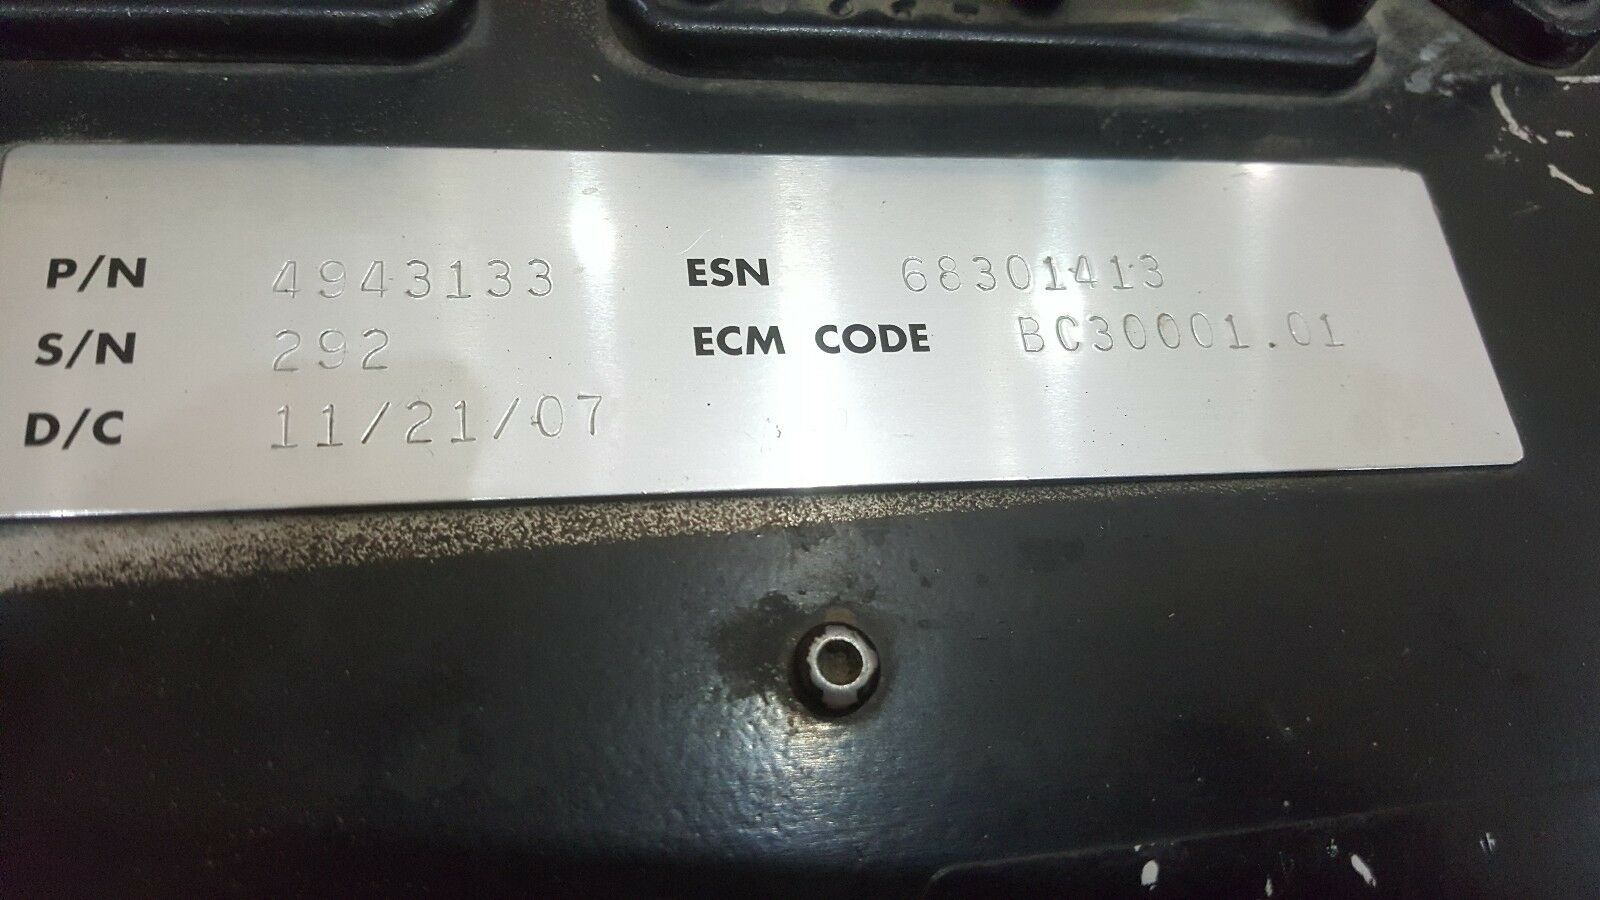 P/N 4943133 ESN 68301413
S/N 292 ECM CODE BC30001.01
D/C 11/21/07